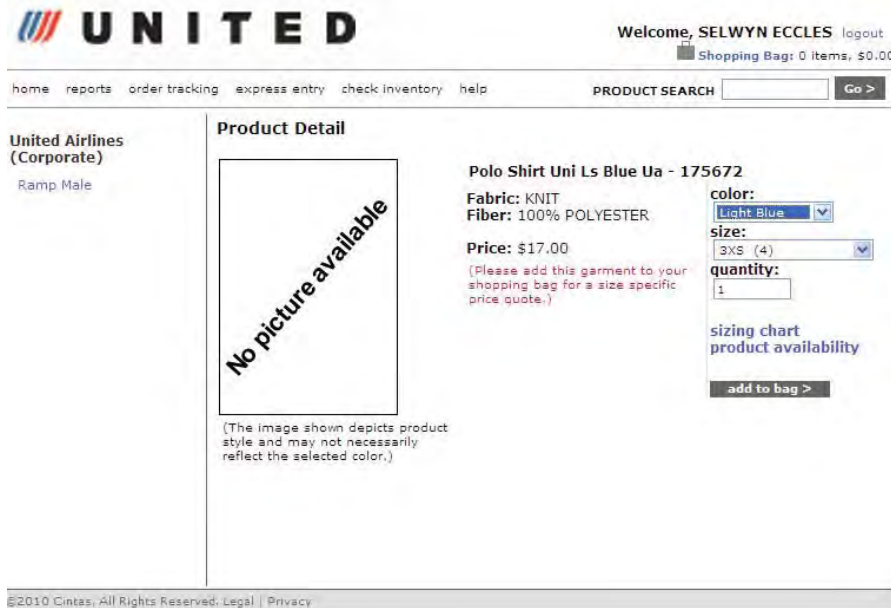 UNITED
Welcome, SELWYN ECCLES logout
Shopping Bag: 0 items, $0.00
home reports order tracking express entry check inventory help
PRODUCT SEARCH Go >
United Airlines
(Corporate)
Ramp Male
Product Detail
No picture available
(The image shown depicts product
style and may not necessarily
reflect the selected color.)
Polo Shirt Uni Ls Blue Ua - 175672
Fabric: KNIT
Fiber: 100% POLYESTER
Price: $17.00
(Please add this garment to your
shopping bag for a size specific
price quote.)
color:
Light Blue
size:
3XS (4)
quantity:
1
sizing chart
product availability
add to bag >
©2010 Cintas, All Rights Reserved. Legal | Privacy